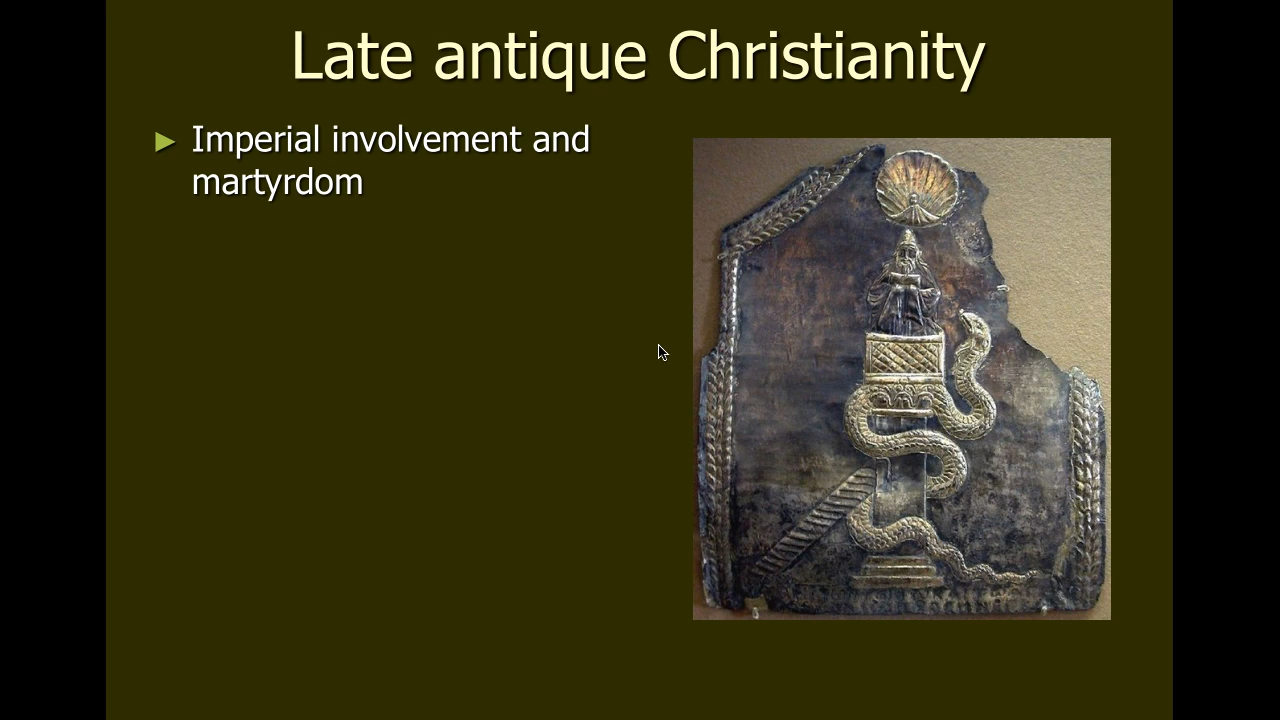 Late antique Christianity
Imperial involvement and
martyrdom